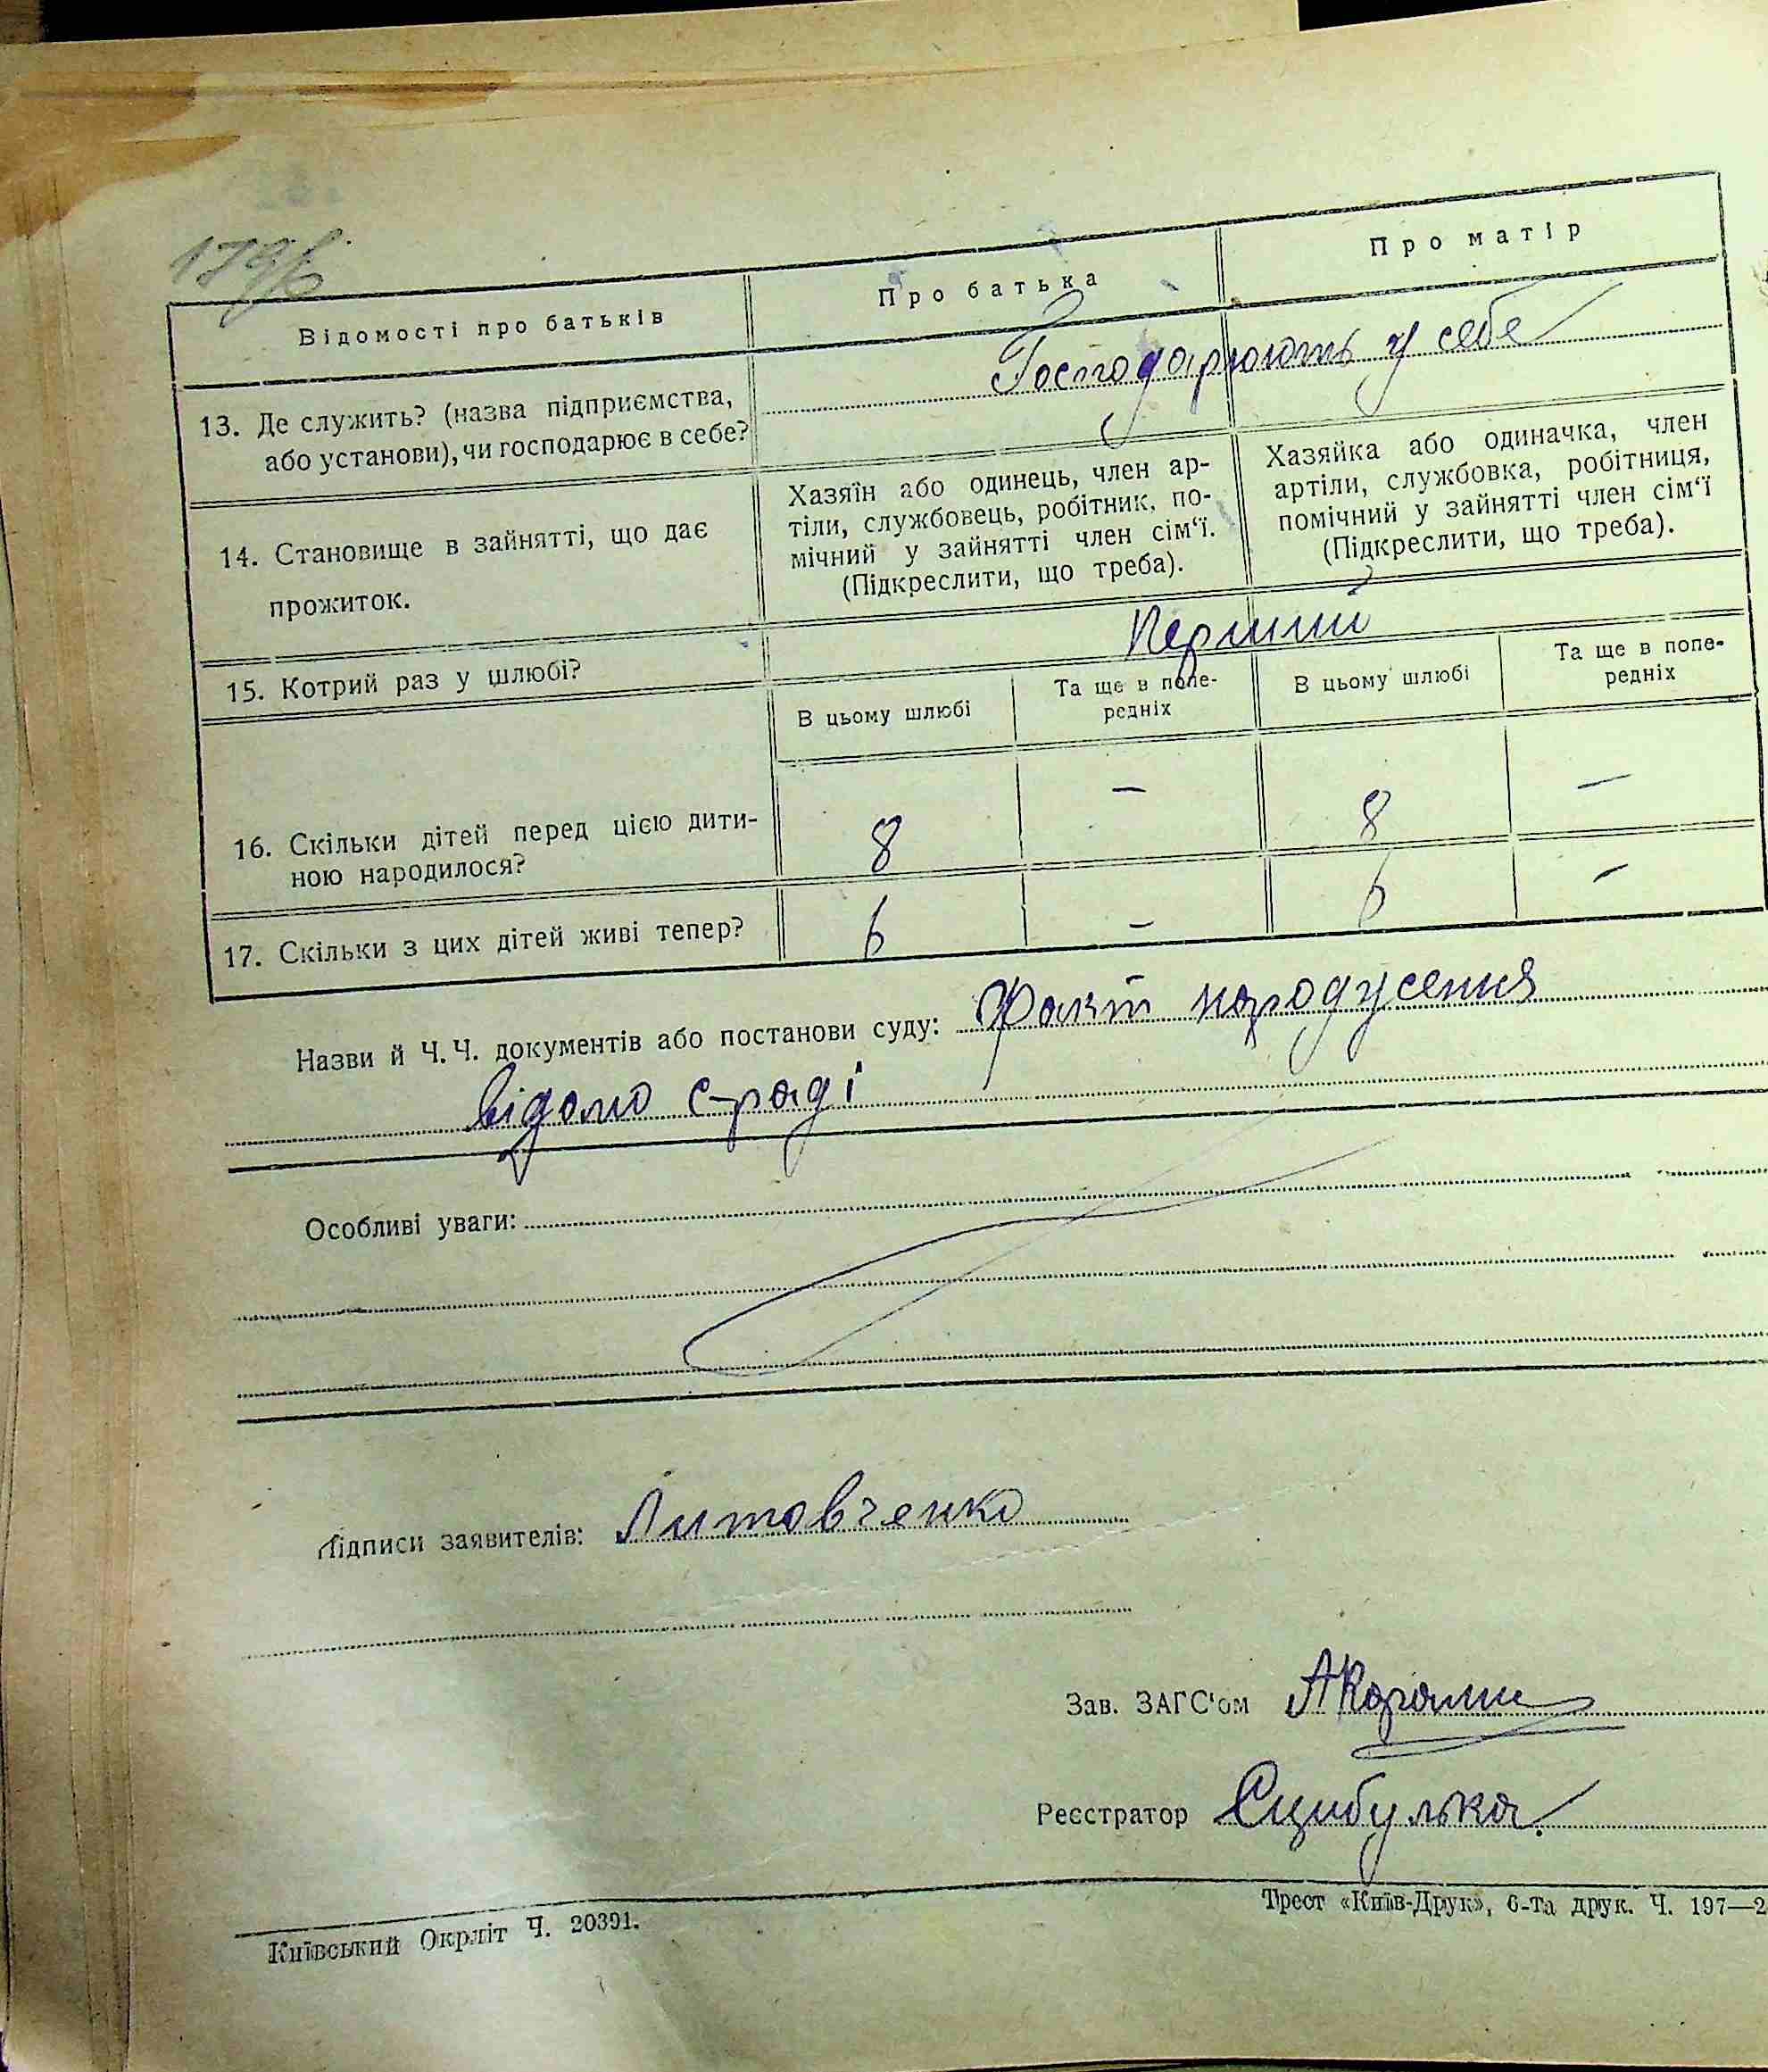 Відомості про батьків
Про батька
Про матір
13. Де служить? (назва підприємства,
або установи), чи господарює в себе?
Господарюють у себе
14. Становище в зайнятті, що дає
прожиток.
Хазяїн або одинець, член ар-
тіли, службовець, робітник, по-
мічний у зайнятті член сім'ї.
(Підкреслити, що треба).
Хазяйка або одиначка, член
артіли, службовка, робітниця,
помічний у зайнятті член сім'ї
(Підкреслити, що треба).
15. Котрий раз у шлюбі?
Перший
В цьому шлюбі
Та ще в попе-
редніх
В цьому шлюбі
Та ще в попе-
редніх
16. Скільки дітей перед цією дити-
ною народилося?
8 — 8 —
17. Скільки з цих дітей живі тепер?
6 — 6 —
Назви й Ч.Ч. документів або постанови суду: Факт народження
відомо с-раді
Особливі уваги:
Підписи заявителів: Литовченко
Зав. ЗАГС'ом
Реєстратор Єцибулька
Київський Окрліт Ч. 20391.
Трест «Київ-Друк», 6-та друк. Ч. 197—2